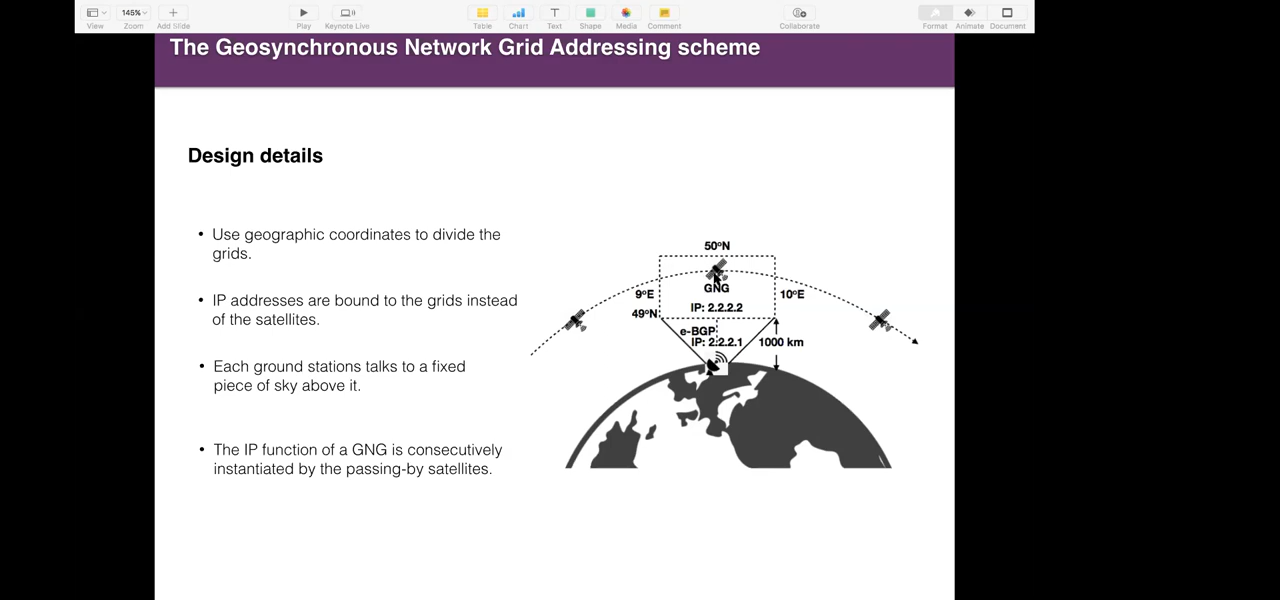 145%
View
Zoom
Add Slide
Play
Keynote Live
Table
Chart
Text
Shape
Media
Comment
Collaborate
Format
Animate
Document
The Geosynchronous Network Grid Addressing scheme
Design details
• Use geographic coordinates to divide the
grids.
• IP addresses are bound to the grids instead
of the satellites.
• Each ground stations talks to a fixed
piece of sky above it.
• The IP function of a GNG is consecutively
instantiated by the passing-by satellites.
50°N
GNG
9°E
10°E
IP: 2.2.2.2
49°N
e-BGP
IP: 2.2.2.1
1000 km